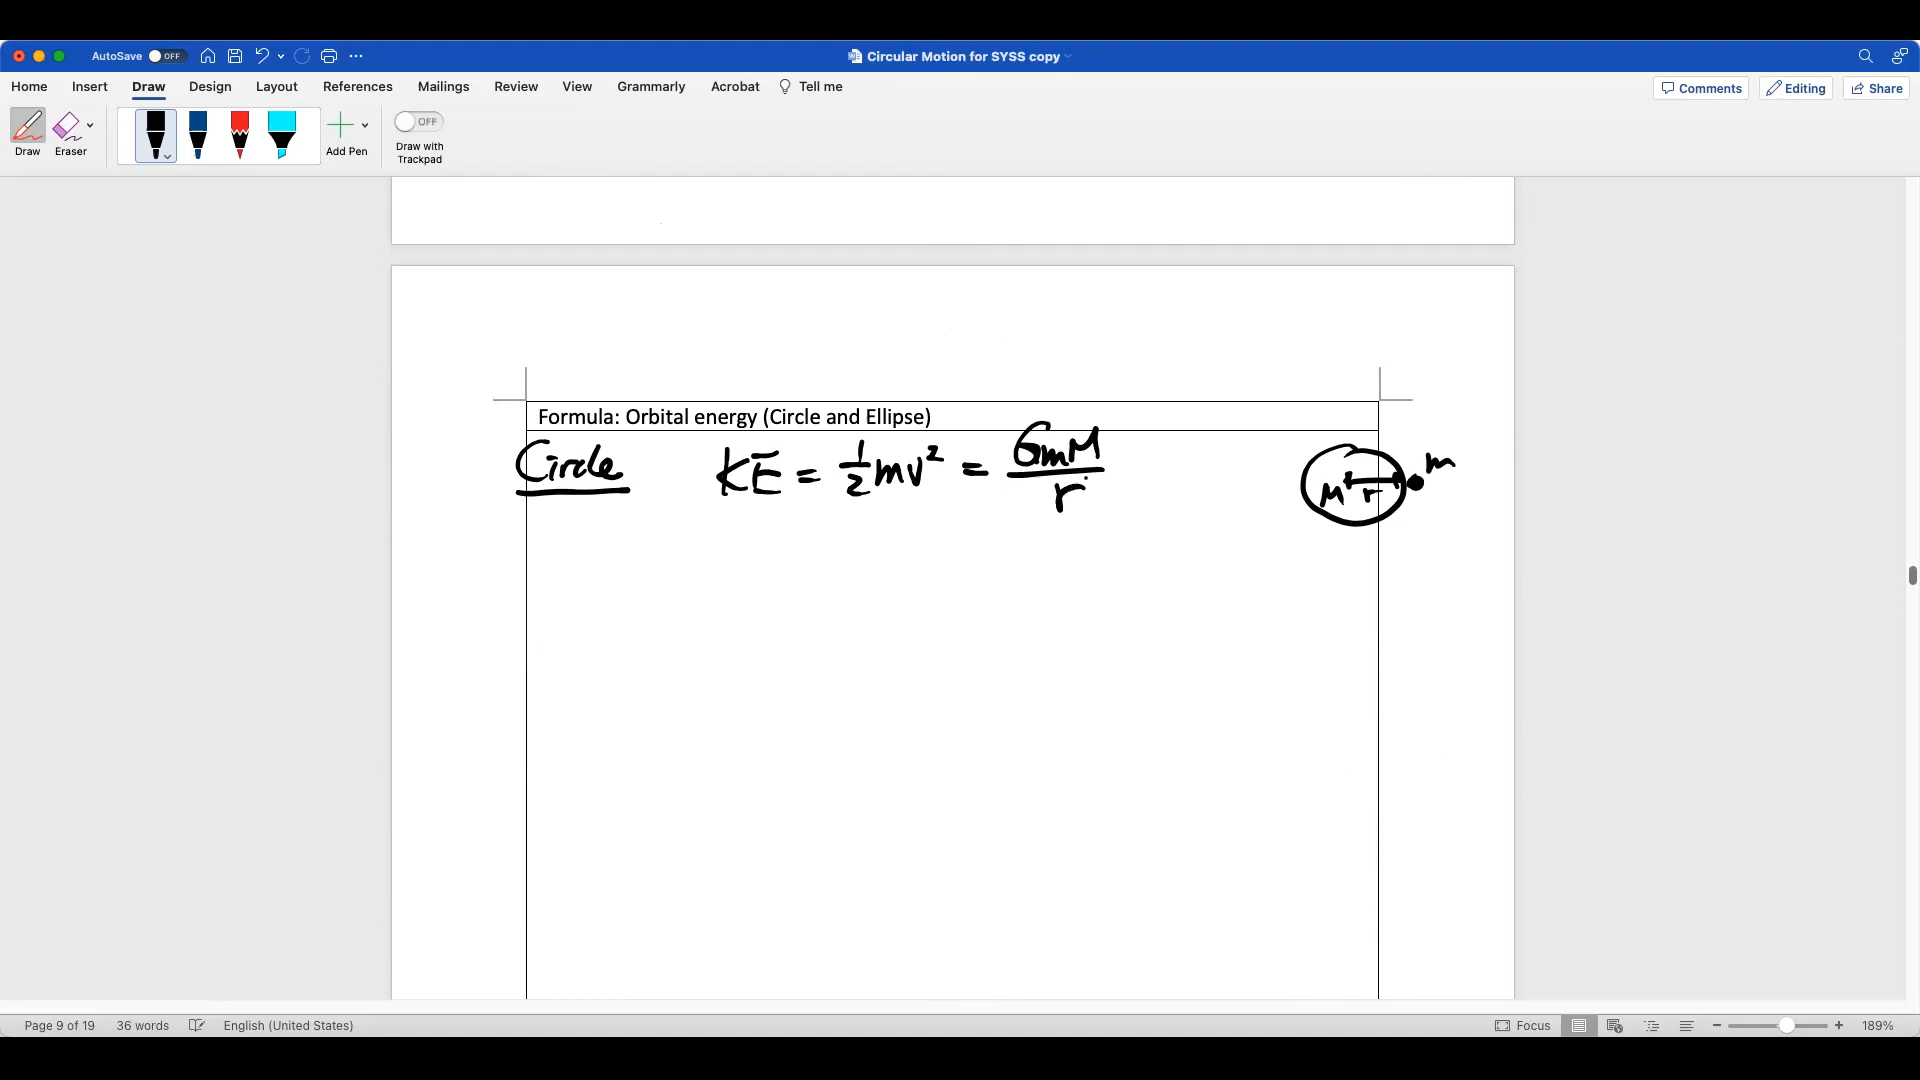 AutoSave OFF
Circular Motion for SYSS copy
Home Insert Draw Design Layout References Mailings Review View Grammarly Acrobat Tell me
Comments Editing Share
Draw Eraser Add Pen OFF Draw with Trackpad
Formula: Orbital energy (Circle and Ellipse)
Circle KE = 1/2 mv² = GmM/r
M r m
Page 9 of 19 36 words English (United States) Focus 189%